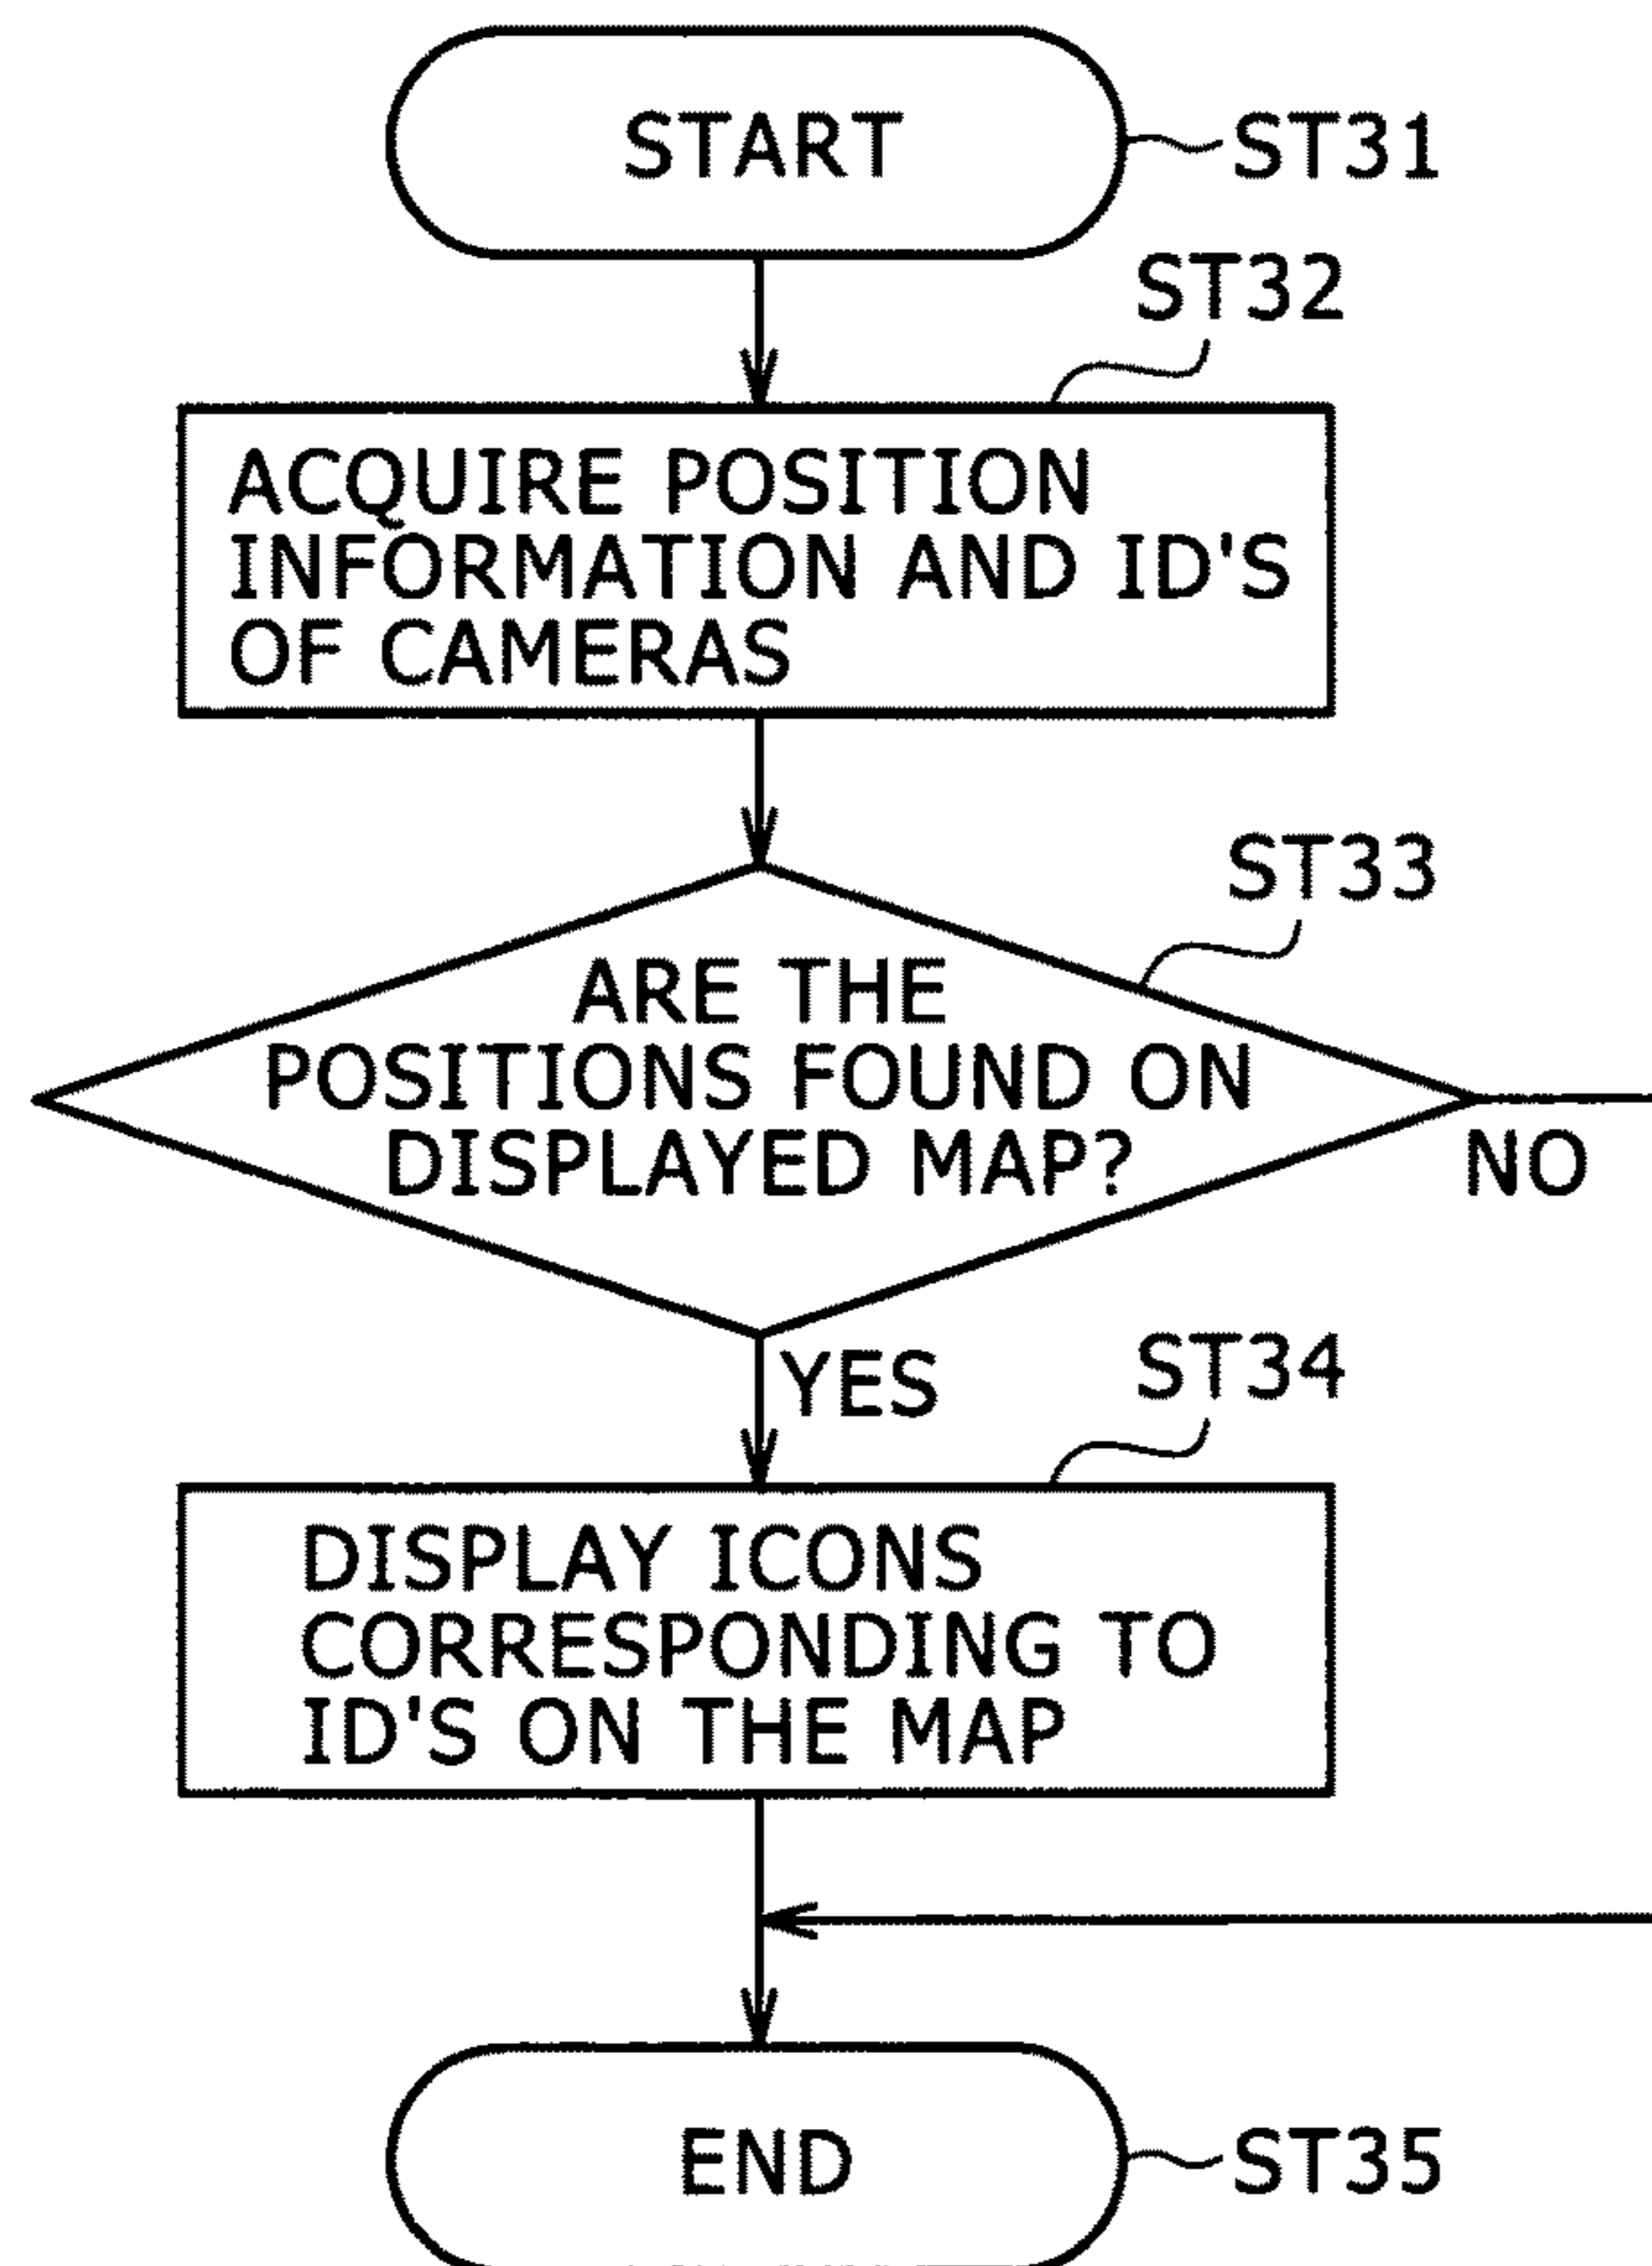 START
ST31
ST32
ACQUIRE POSITION
INFORMATION AND ID'S
OF CAMERAS
ST33
ARE THE
POSITIONS FOUND ON
DISPLAYED MAP?
NO
YES
ST34
DISPLAY ICONS
CORRESPONDING TO
ID'S ON THE MAP
END
ST35